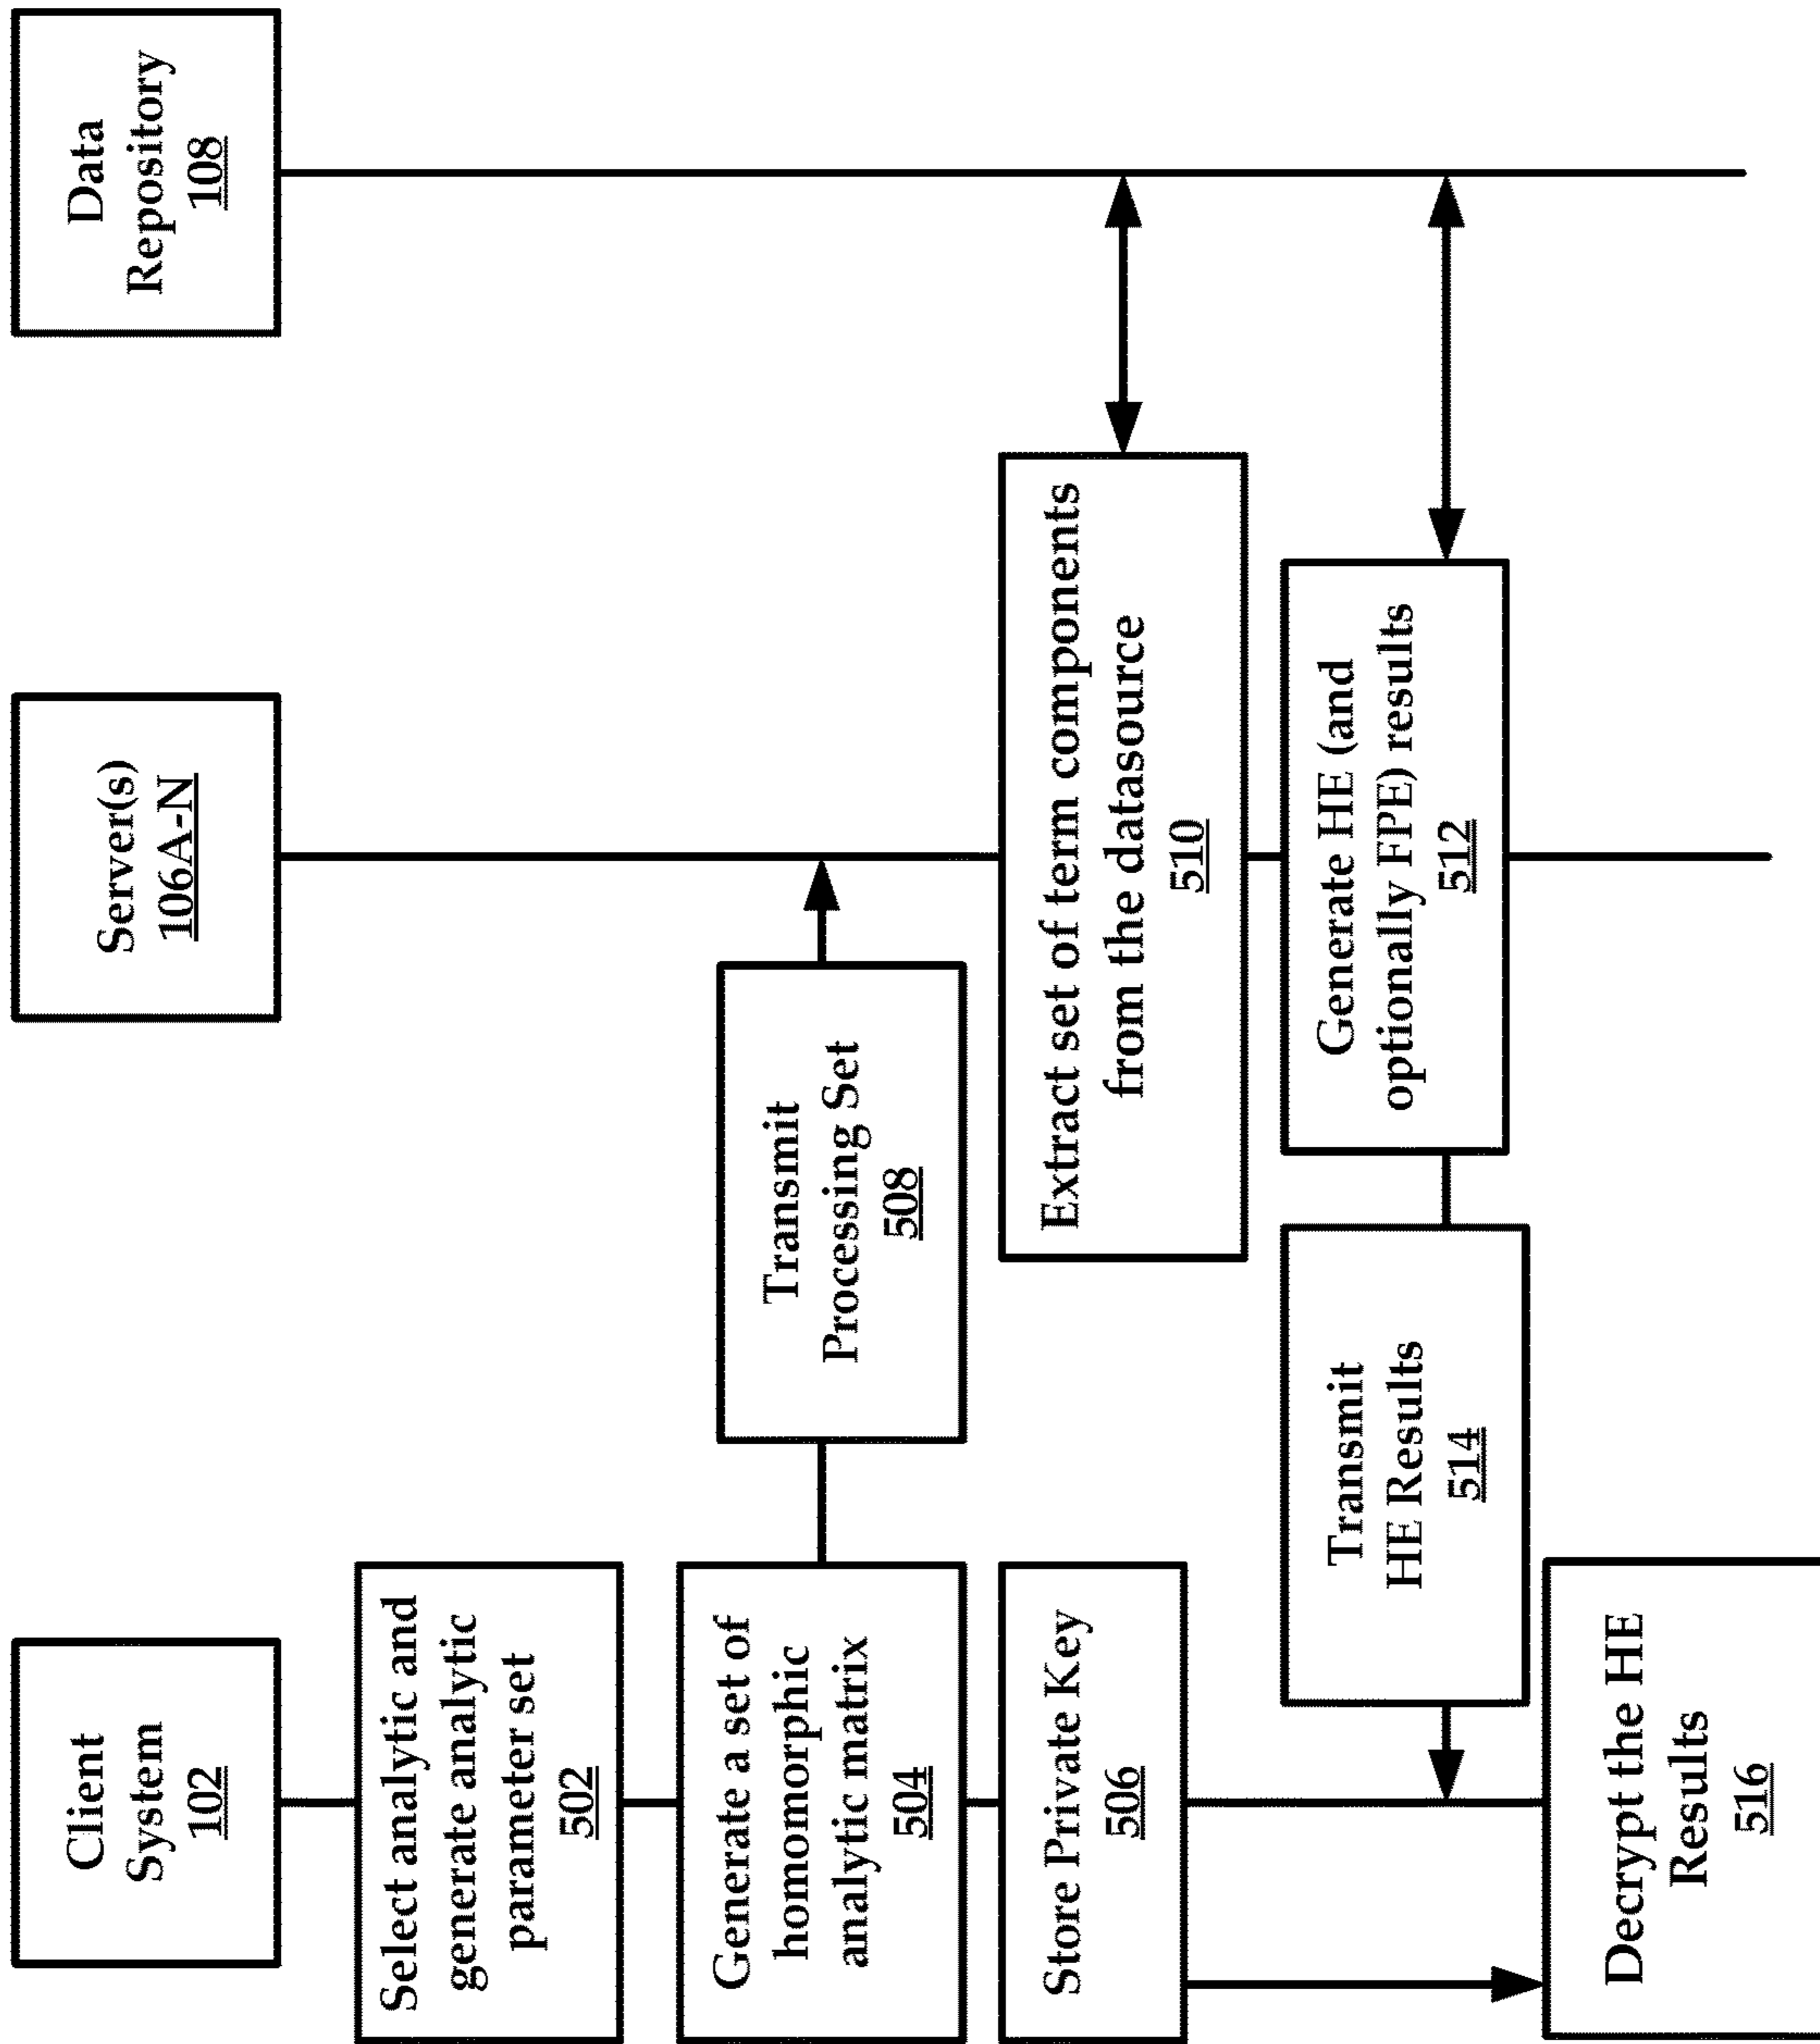 Client
System
102
Servers(s)
106A-N
Data
Repository
108
Select analytic and
generate analytic
parameter set
502
Generate a set of
homomorphic
analytic matrix
504
Transmit
Processing Set
508
Store Private Key
506
Extract set of term components
from the datasource
510
Generate HE (and
optionally FPE) results
512
Transmit
HE Results
514
Decrypt the HE
Results
516